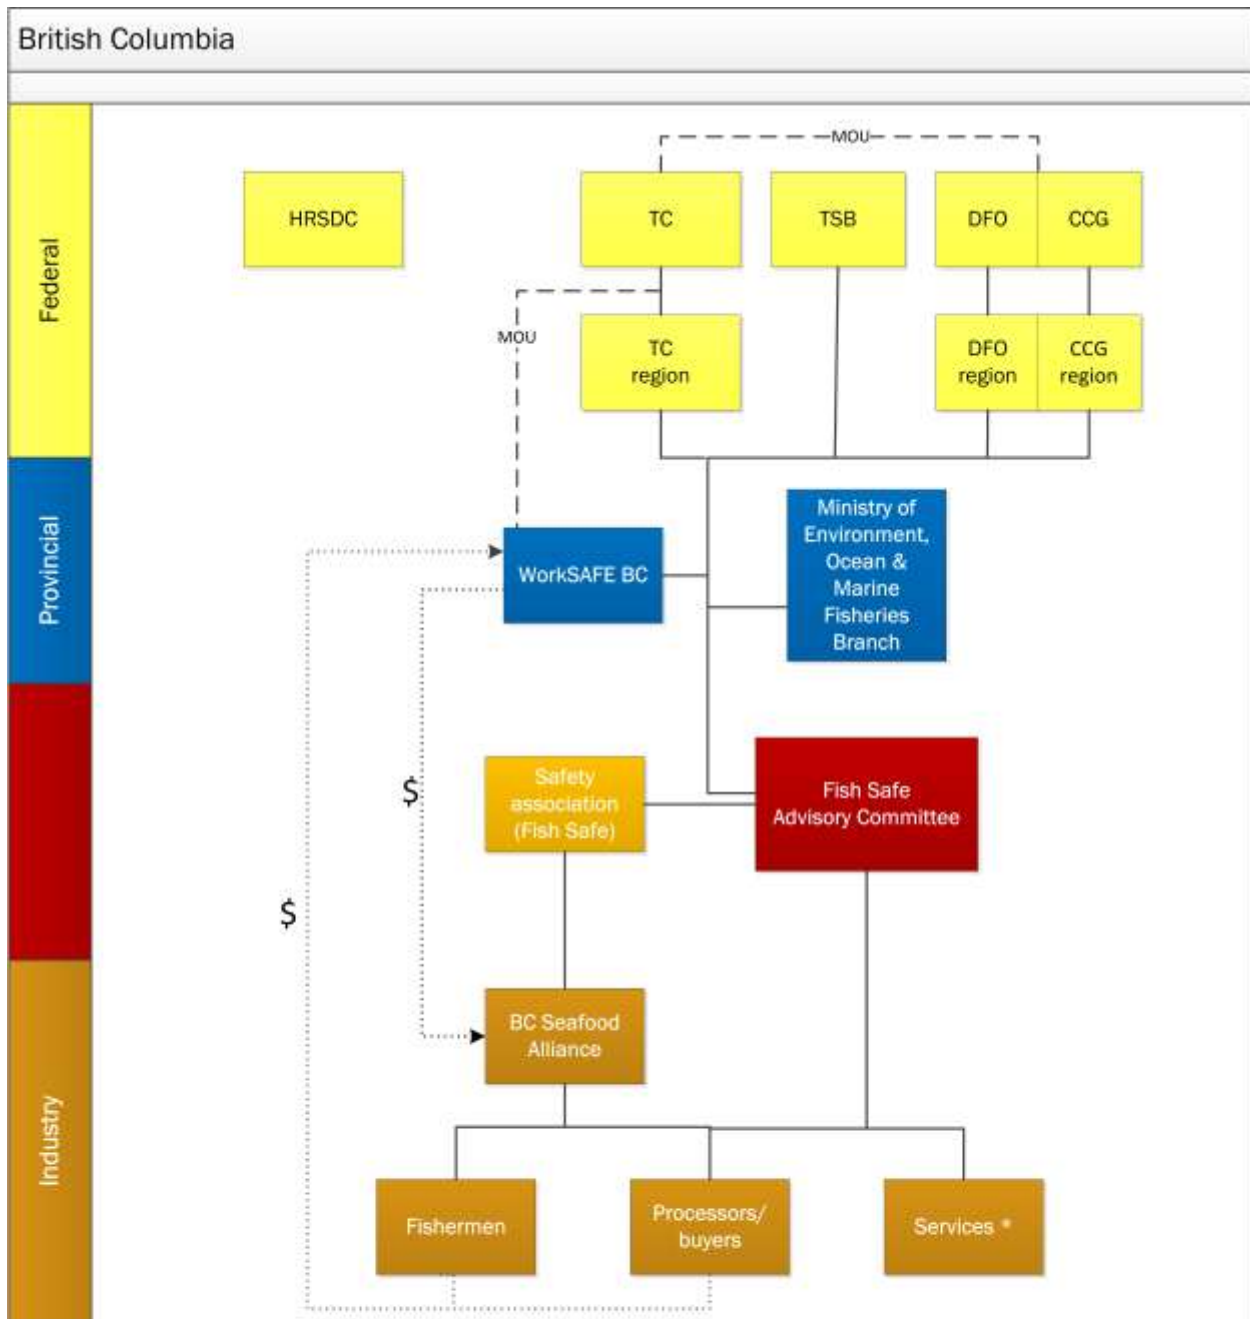 British Columbia
Federal
MOU
HRSDC
TC
TSB
DFO
CCG
MOU
TC
region
DFO
region
CCG
region
Provincial
Ministry of
Environment,
Ocean &
Marine
Fisheries
Branch
WorkSAFE BC
$
Safety
association
(Fish Safe)
Fish Safe
Advisory Committee
$
Industry
BC Seafood
Alliance
Fishermen
Processors/
buyers
Services *